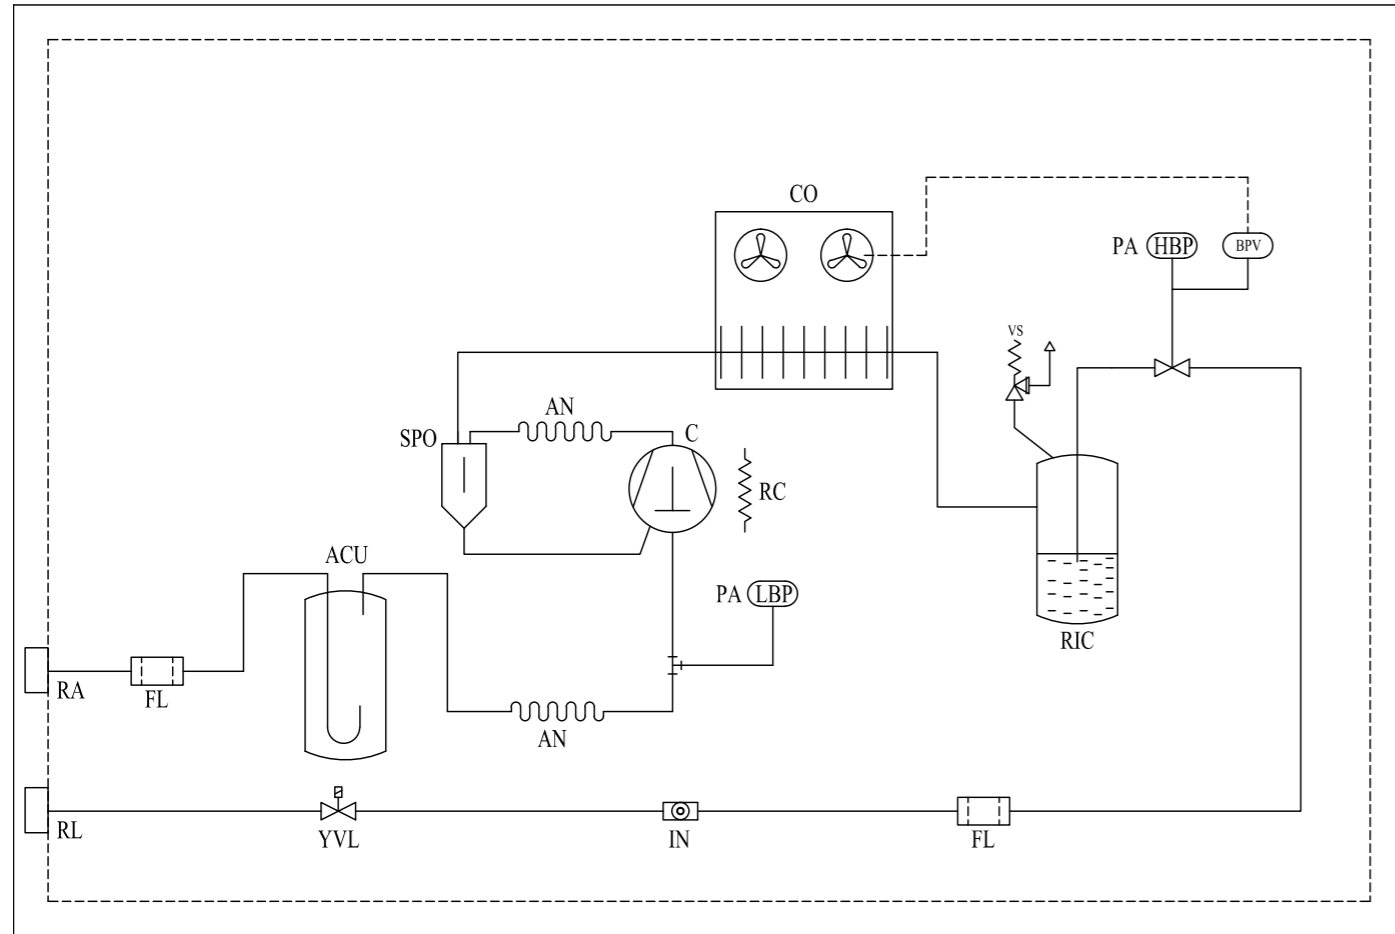 CO
PA HBP
BPV
VS
AN
SPO
C
RC
ACU
PA LBP
RIC
RA
FL
AN
RL
YVL
IN
FL